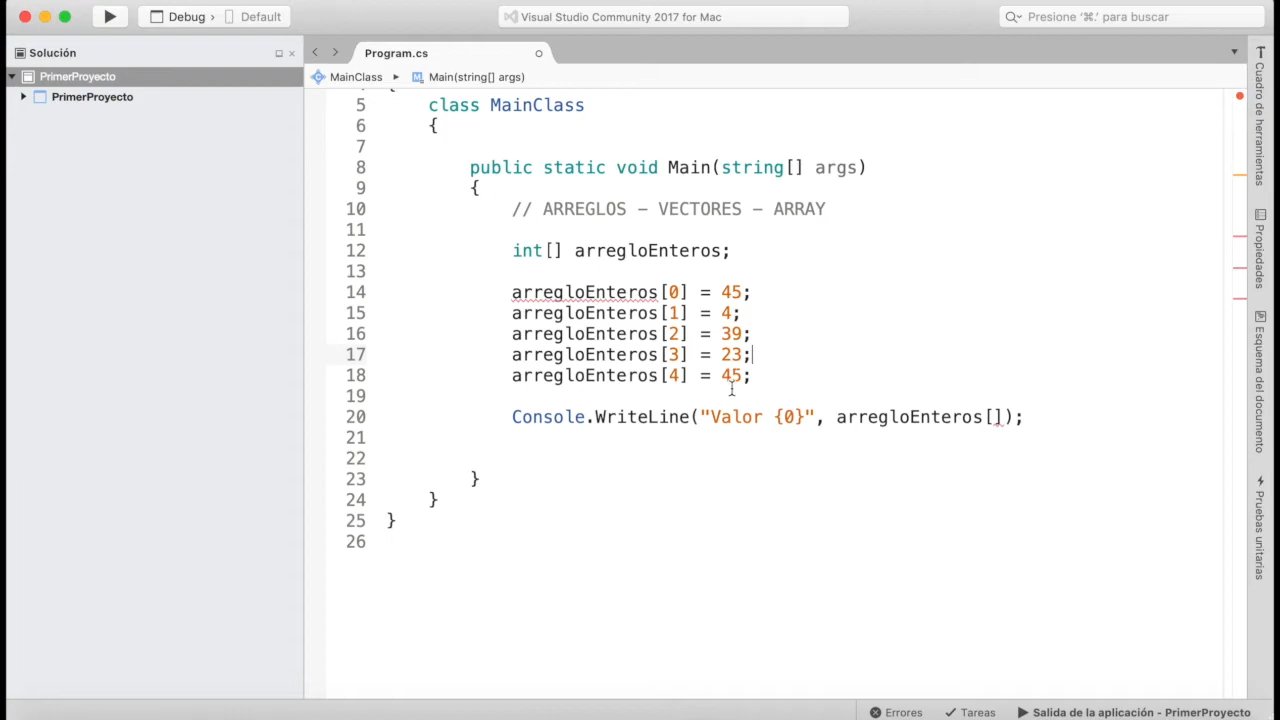 Debug › Default
Visual Studio Community 2017 for Mac
Presione '⌘.' para buscar
Solución
PrimerProyecto
PrimerProyecto
Program.cs
MainClass ▸ Main(string[] args)
5 class MainClass
6 {
7
8 public static void Main(string[] args)
9 {
10 // ARREGLOS – VECTORES – ARRAY
11
12 int[] arregloEnteros;
13
14 arregloEnteros[0] = 45;
15 arregloEnteros[1] = 4;
16 arregloEnteros[2] = 39;
17 arregloEnteros[3] = 23;
18 arregloEnteros[4] = 45;
19
20 Console.WriteLine("Valor {0}", arregloEnteros[]);
21
22
23 }
24 }
25 }
26
Cuadro de herramientas
Propiedades
Esquema del documento
Pruebas unitarias
Errores
Tareas
Salida de la aplicación - PrimerProyecto